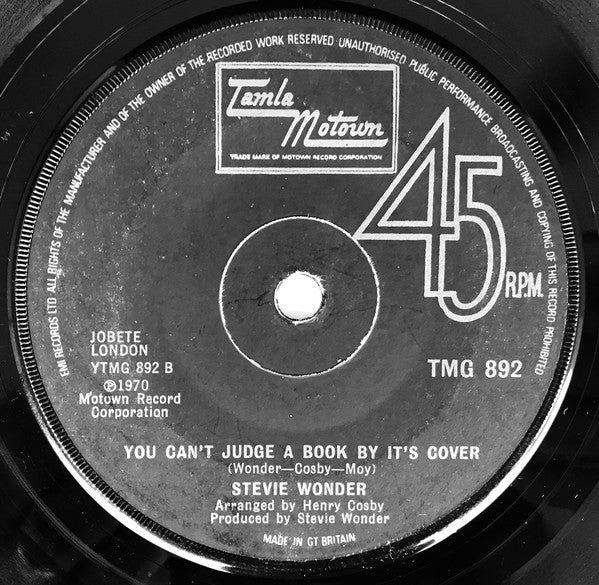 EMI RECORDS LTD ALL RIGHTS OF THE MANUFACTURER AND OF THE OWNER OF THE RECORDED WORK RESERVED UNAUTHORISED PUBLIC PERFORMANCE BROADCASTING AND COPYING OF THIS RECORD PROHIBITED
Tamla
Motown
TRADE MARK OF MOTOWN RECORD CORPORATION
45
R.P.M.
JOBETE
LONDON
YTMG 892 B
℗1970
Motown Record
Corporation
TMG 892
YOU CAN'T JUDGE A BOOK BY IT'S COVER
(Wonder—Cosby—Moy)
STEVIE WONDER
Arranged by Henry Cosby
Produced by Stevie Wonder
MADE IN GT BRITAIN